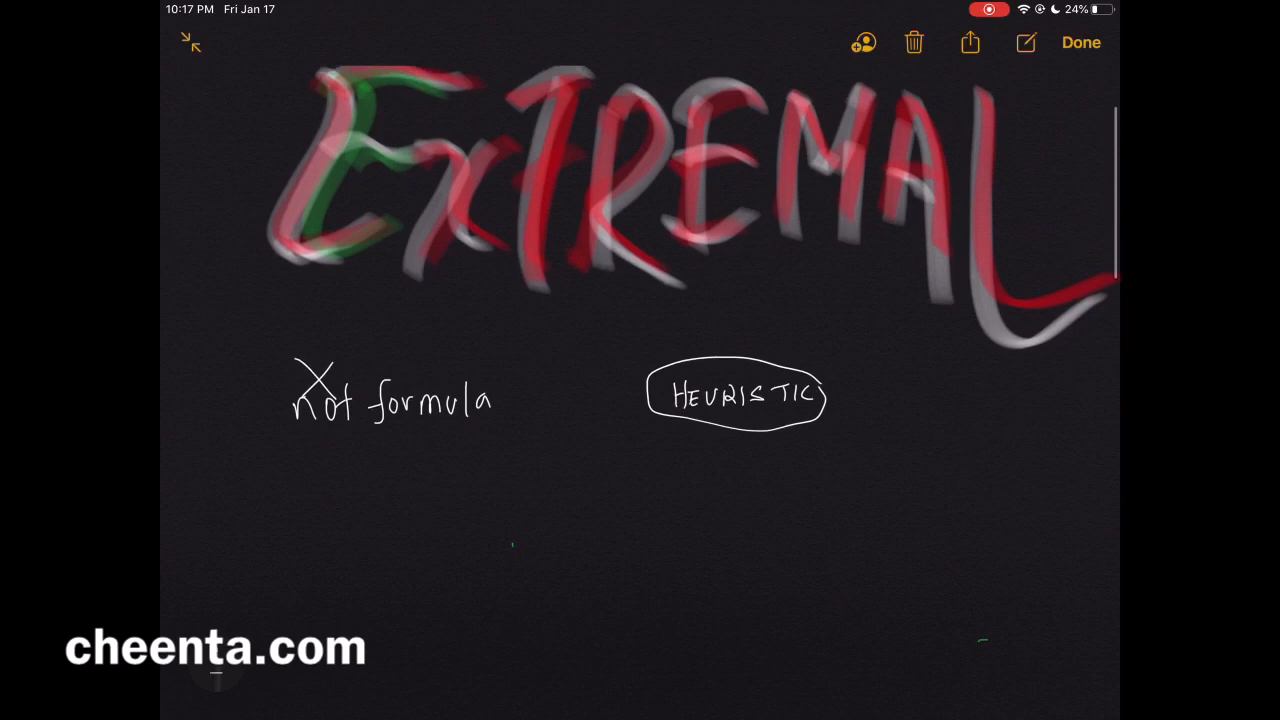 10:17 PM Fri Jan 17 24%
Done
EXTREMAL
not formula HEURISTIC
cheenta.com